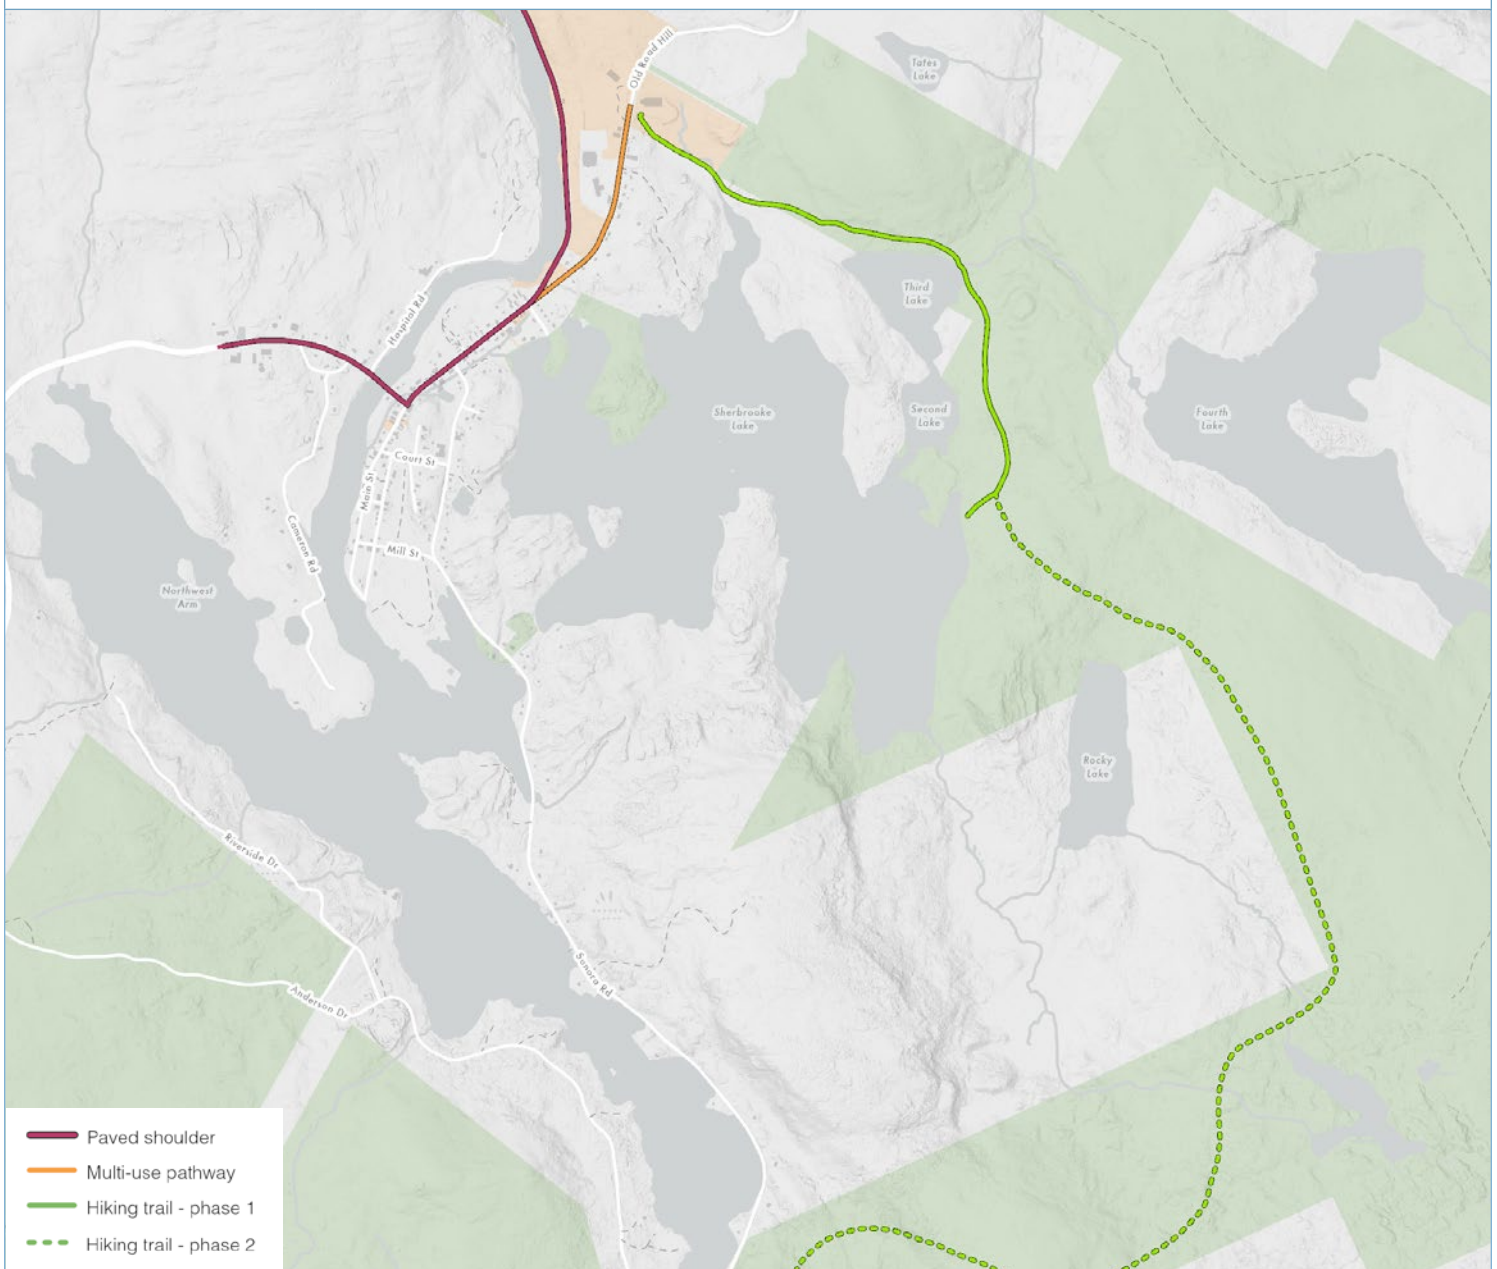 Old Road Hill
Tates
Lake
Hospital Rd
Third
Lake
Sherbrooke
Lake
Second
Lake
Fourth
Lake
Court St
Main St
Cameron Rd
Mill St
Northwest
Arm
Rocky
Lake
Riverside Dr
Sonora Rd
Anderson Dr
Paved shoulder
Multi-use pathway
Hiking trail - phase 1
Hiking trail - phase 2